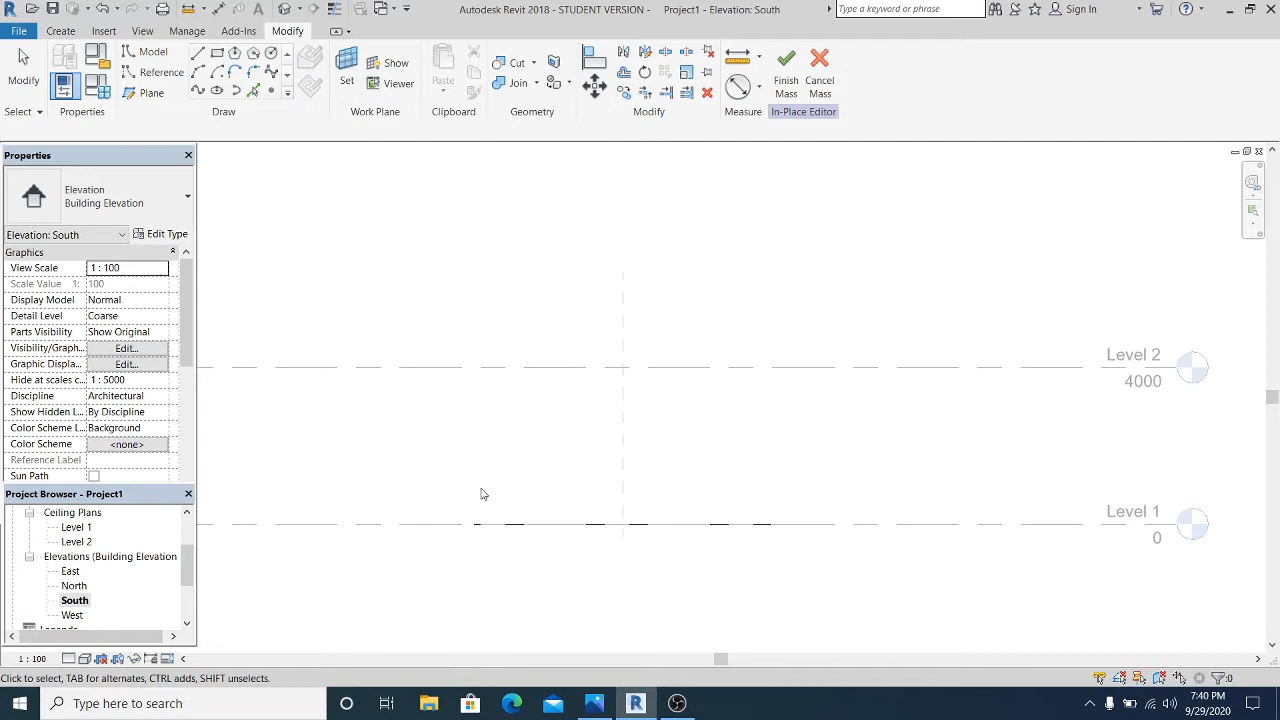 Autodesk Revit 2018 - STUDENT VERSION - Project1 - Elevation: South
Type a keyword or phrase
Sign In
File Create Insert View Manage Add-Ins Modify
Modify
Select
Properties
Model
Reference
Plane
Draw
Set
Show
Viewer
Work Plane
Paste
Clipboard
Cut
Join
Geometry
Modify
Measure
Finish Mass
Cancel Mass
In-Place Editor
Properties
Elevation
Building Elevation
Elevation: South
Edit Type
Graphics
View Scale 1 : 100
Scale Value 1: 100
Display Model Normal
Detail Level Coarse
Parts Visibility Show Original
Visibility/Graph... Edit...
Graphic Displa... Edit...
Hide at scales c... 1 : 5000
Discipline Architectural
Show Hidden L... By Discipline
Color Scheme L... Background
Color Scheme <none>
Reference Label
Sun Path
Project Browser - Project1
Ceiling Plans
Level 1
Level 2
Elevations (Building Elevation
East
North
South
West
Level 2
4000
Level 1
0
1 : 100
Click to select, TAB for alternates, CTRL adds, SHIFT unselects.
:0
Type here to search
7:40 PM
9/29/2020